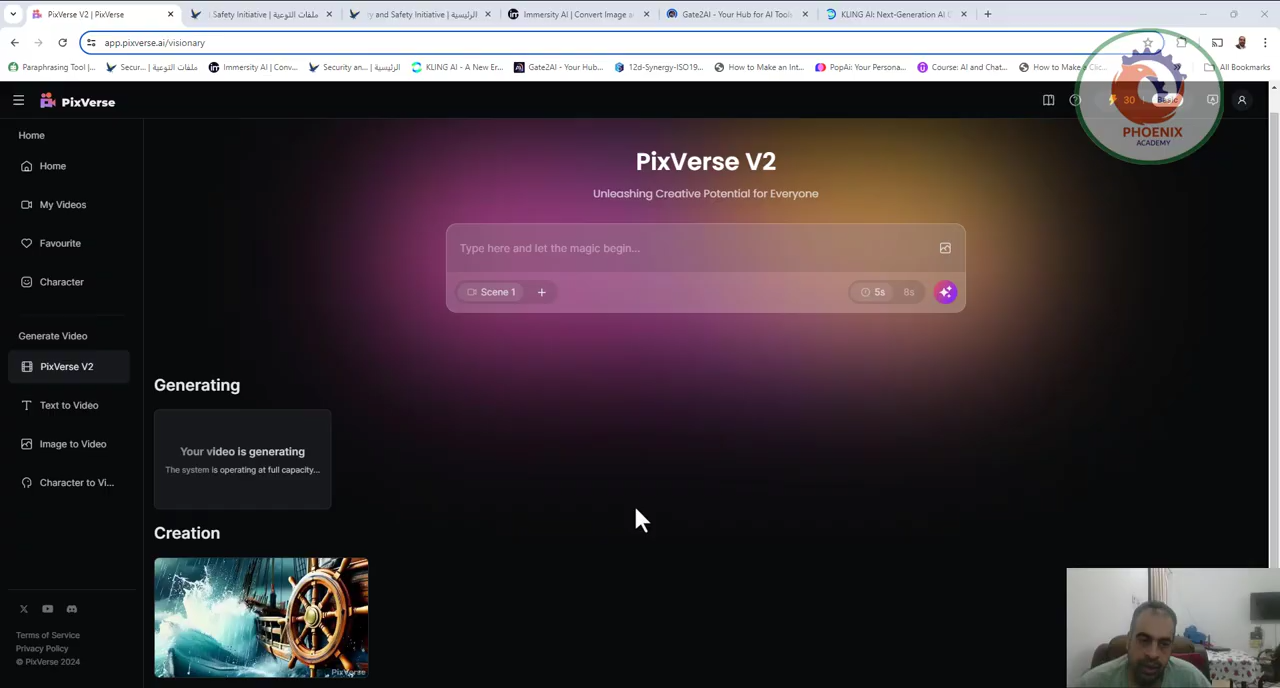 PixVerse V2 | PixVerse
Safety Initiative | ملفات التوعية
ry and Safety Initiative | الرئيسية
Immersity AI | Convert Image a
Gate2AI - Your Hub for AI Tools
KLING AI: Next-Generation AI C
app.pixverse.ai/visionary
Paraphrasing Tool |...
Secur... | ملفات التوعية
Immersity AI | Conv...
Security an... | الرئيسية
KLING AI - New Er...
Gate2AI - Your Hub...
12d-Synergy-ISO19...
How to Make an Int...
PopAi: Your Persona...
Course: AI and Chat...
How to Make a Clic...
All Bookmarks
PixVerse
30
Basic
PHOENIX
ACADEMY
Home
Home
My Videos
Favourite
Character
Generate Video
PixVerse V2
Text to Video
Image to Video
Character to Vi...
X
Terms of Service
Privacy Policy
© PixVerse 2024
PixVerse V2
Unleashing Creative Potential for Everyone
Type here and let the magic begin...
Scene 1 +
5s 8s
Generating
Your video is generating
The system is operating at full capacity...
Creation
PixVerse